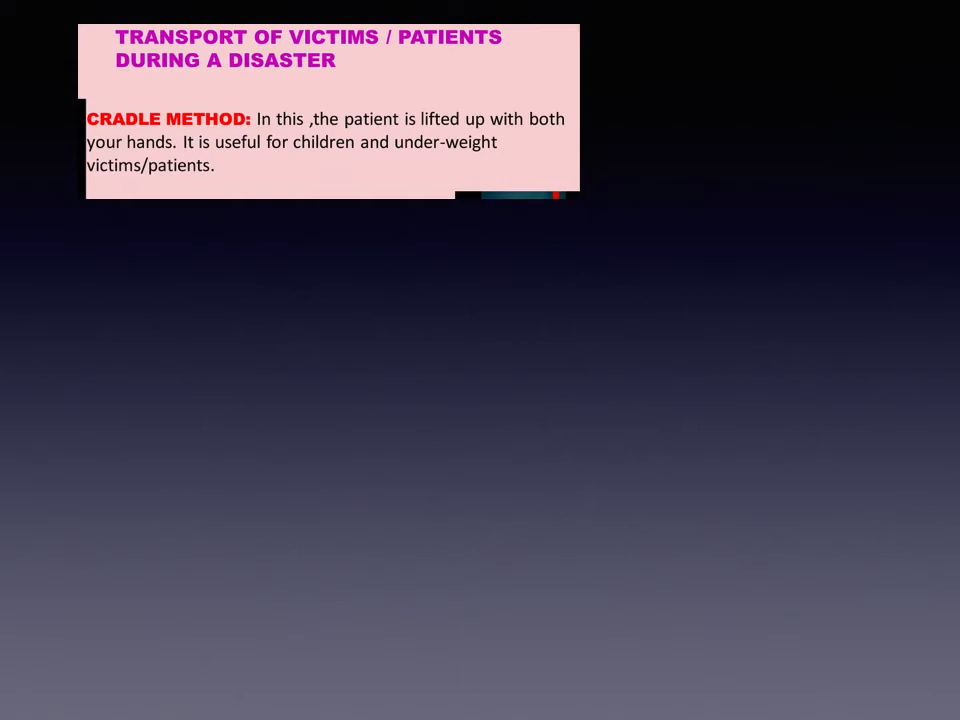 TRANSPORT OF VICTIMS / PATIENTS
DURING A DISASTER
CRADLE METHOD: In this ,the patient is lifted up with both
your hands. It is useful for children and under-weight
victims/patients.